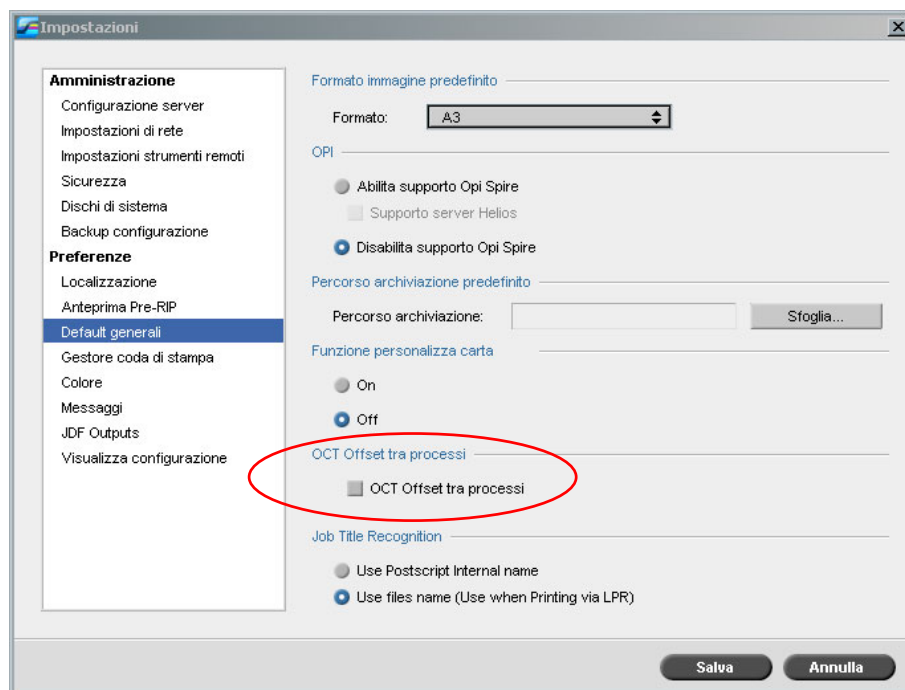 Impostazioni
Amministrazione
Configurazione server
Impostazioni di rete
Impostazioni strumenti remoti
Sicurezza
Dischi di sistema
Backup configurazione
Preferenze
Localizzazione
Anteprima Pre-RIP
Default generali
Gestore coda di stampa
Colore
Messaggi
JDF Outputs
Visualizza configurazione
Formato immagine predefinito
Formato: A3
OPI
Abilita supporto Opi Spire
Supporto server Helios
Disabilita supporto Opi Spire
Percorso archiviazione predefinito
Percorso archiviazione: Sfoglia...
Funzione personalizza carta
On
Off
OCT Offset tra processi
OCT Offset tra processi
Job Title Recognition
Use Postscript Internal name
Use files name (Use when Printing via LPR)
Salva Annulla